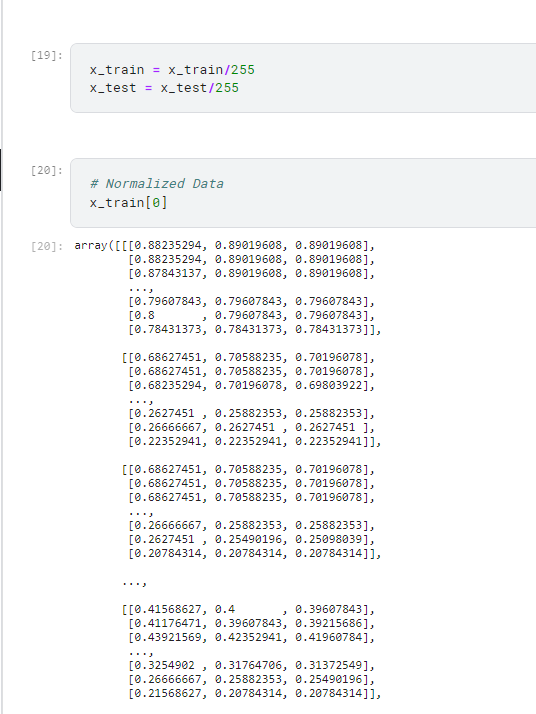 [19]:
x_train = x_train/255
x_test = x_test/255
[20]:
# Normalized Data
x_train[0]
[20]: array([[[0.88235294, 0.89019608, 0.89019608],
[0.88235294, 0.89019608, 0.89019608],
[0.87843137, 0.89019608, 0.89019608],
...,
[0.79607843, 0.79607843, 0.79607843],
[0.8       , 0.79607843, 0.79607843],
[0.78431373, 0.78431373, 0.78431373]],
[[0.68627451, 0.70588235, 0.70196078],
[0.68627451, 0.70588235, 0.70196078],
[0.68235294, 0.70196078, 0.69803922],
...,
[0.2627451 , 0.25882353, 0.25882353],
[0.26666667, 0.2627451 , 0.2627451 ],
[0.22352941, 0.22352941, 0.22352941]],
[[0.68627451, 0.70588235, 0.70196078],
[0.68627451, 0.70588235, 0.70196078],
[0.68627451, 0.70588235, 0.70196078],
...,
[0.26666667, 0.25882353, 0.25882353],
[0.2627451 , 0.25490196, 0.25098039],
[0.20784314, 0.20784314, 0.20784314]],
...,
[[0.41568627, 0.4       , 0.39607843],
[0.41176471, 0.39607843, 0.39215686],
[0.43921569, 0.42352941, 0.41960784],
...,
[0.3254902 , 0.31764706, 0.31372549],
[0.26666667, 0.25882353, 0.25490196],
[0.21568627, 0.20784314, 0.20784314]],